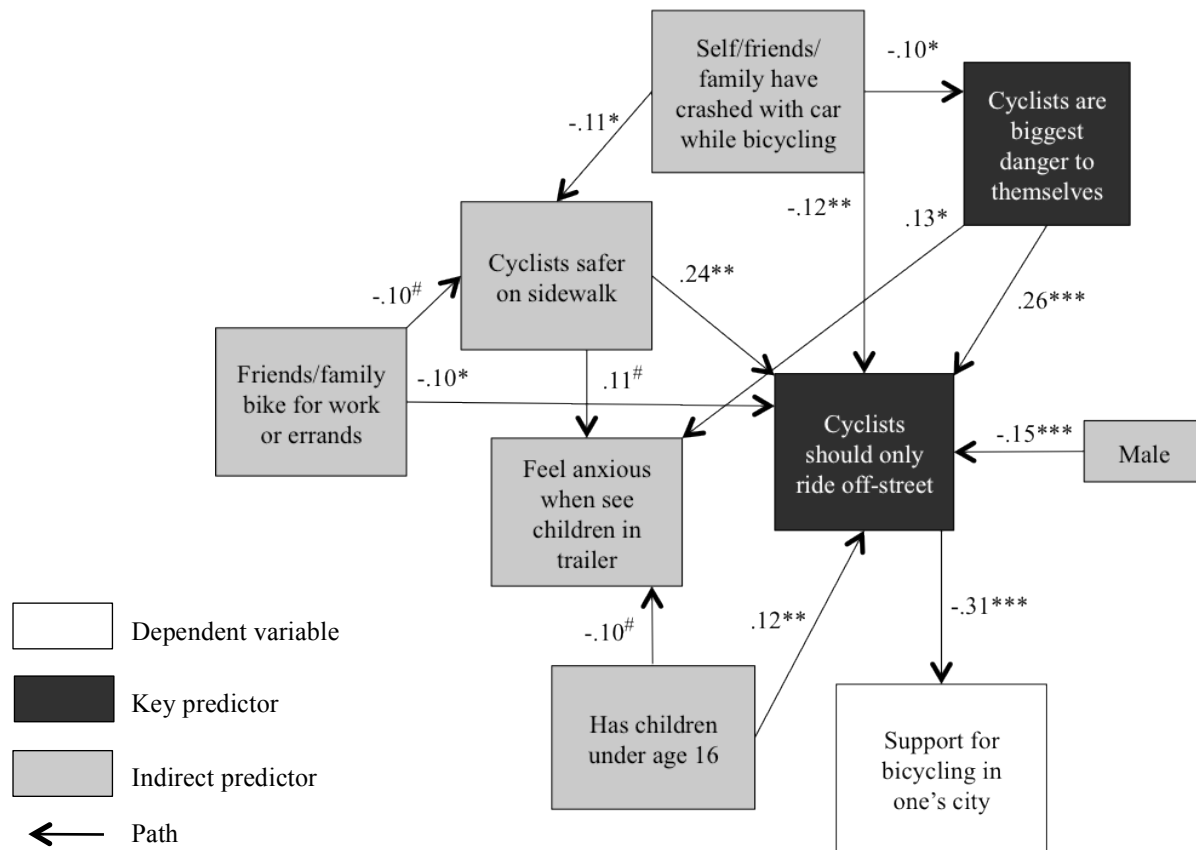 Self/friends/
family have
crashed with car
while bicycling
-.10*
Cyclists are
biggest
danger to
themselves
-.11*
-.12**
.13*
Cyclists safer
on sidewalk
.24**
.26***
-.10#
Friends/family
bike for work
or errands
-.10*
.11#
Cyclists
should only
ride off-street
-.15***
Male
Feel anxious
when see
children in
trailer
-.10#
.12**
-.31***
Has children
under age 16
Support for
bicycling in
one’s city
Dependent variable
Key predictor
Indirect predictor
Path